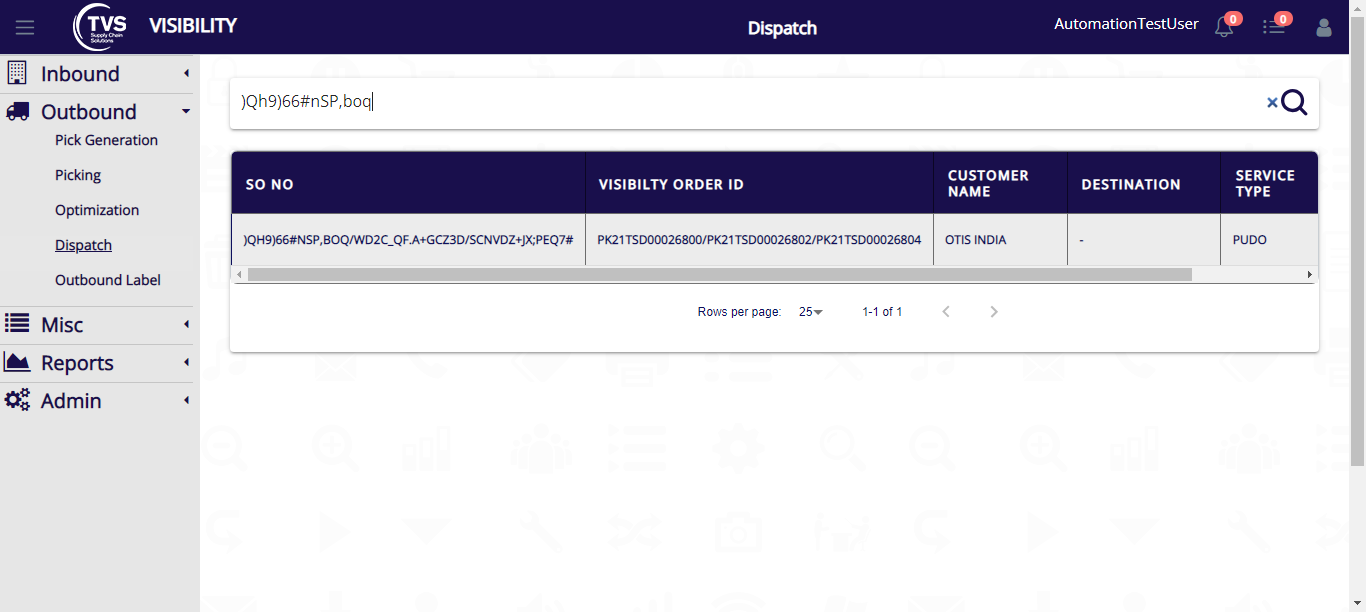 TVS
Supply Chain
Solutions
VISIBILITY
Dispatch
AutomationTestUser
0
0
Inbound
Outbound
Pick Generation
Picking
Optimization
Dispatch
Outbound Label
Misc
Reports
Admin
)Qh9)66#nSP,boq
SO NO
VISIBILTY ORDER ID
CUSTOMER NAME
DESTINATION
SERVICE TYPE
)QH9)66#NSP,BOQ/WD2C_QF.A+GCZ3D/SCNVDZ+JX;PEQ7#
PK21TSD00026800/PK21TSD00026802/PK21TSD00026804
OTIS INDIA
-
PUDO
Rows per page: 25
1-1 of 1